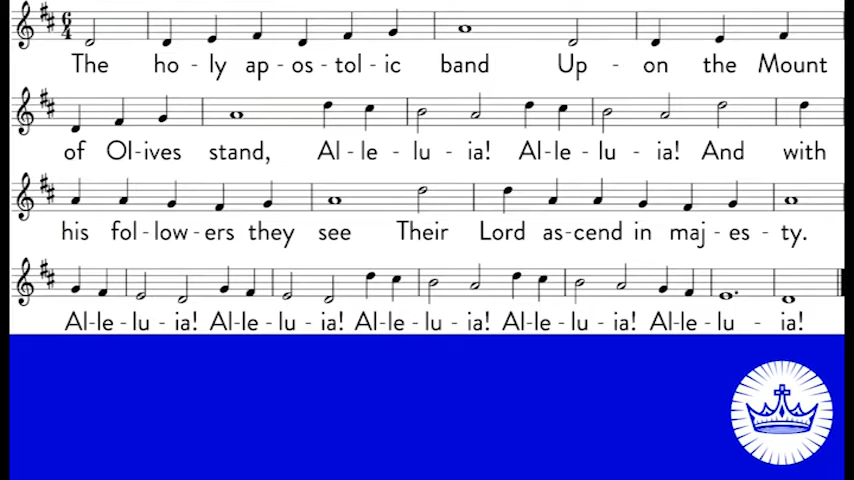 The ho - ly ap - os - tol - ic band Up - on the Mount
of Ol - ives stand, Al - le - lu - ia! Al - le - lu - ia! And with
his fol - low - ers they see Their Lord as - cend in maj - es - ty.
Al - le - lu - ia! Al - le - lu - ia! Al - le - lu - ia! Al - le - lu - ia! Al - le - lu - ia!